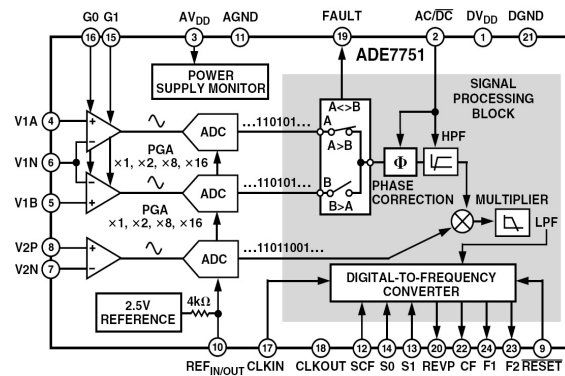 G0 G1 AVDD AGND FAULT AC/DC DVDD DGND
16 15 3 11 19 2 1 21
ADE7751
POWER
SUPPLY MONITOR
SIGNAL
PROCESSING
BLOCK
A<>B
V1A 4 + − ADC ...110101... A A>B
HPF
PGA
×1, ×2, ×8, ×16
V1N 6
Φ
PHASE
CORRECTION
V1B 5 − + ADC ...110101... B B>A
PGA
×1, ×2, ×8, ×16
MULTIPLIER
LPF
V2P 8 + ADC ...11011001...
V2N 7 −
DIGITAL-TO-FREQUENCY
CONVERTER
2.5V
REFERENCE
4kΩ
10 17 18 12 14 13 20 22 24 23 9
REFIN/OUT CLKIN CLKOUT SCF S0 S1 REVP CF F1 F2 RESET